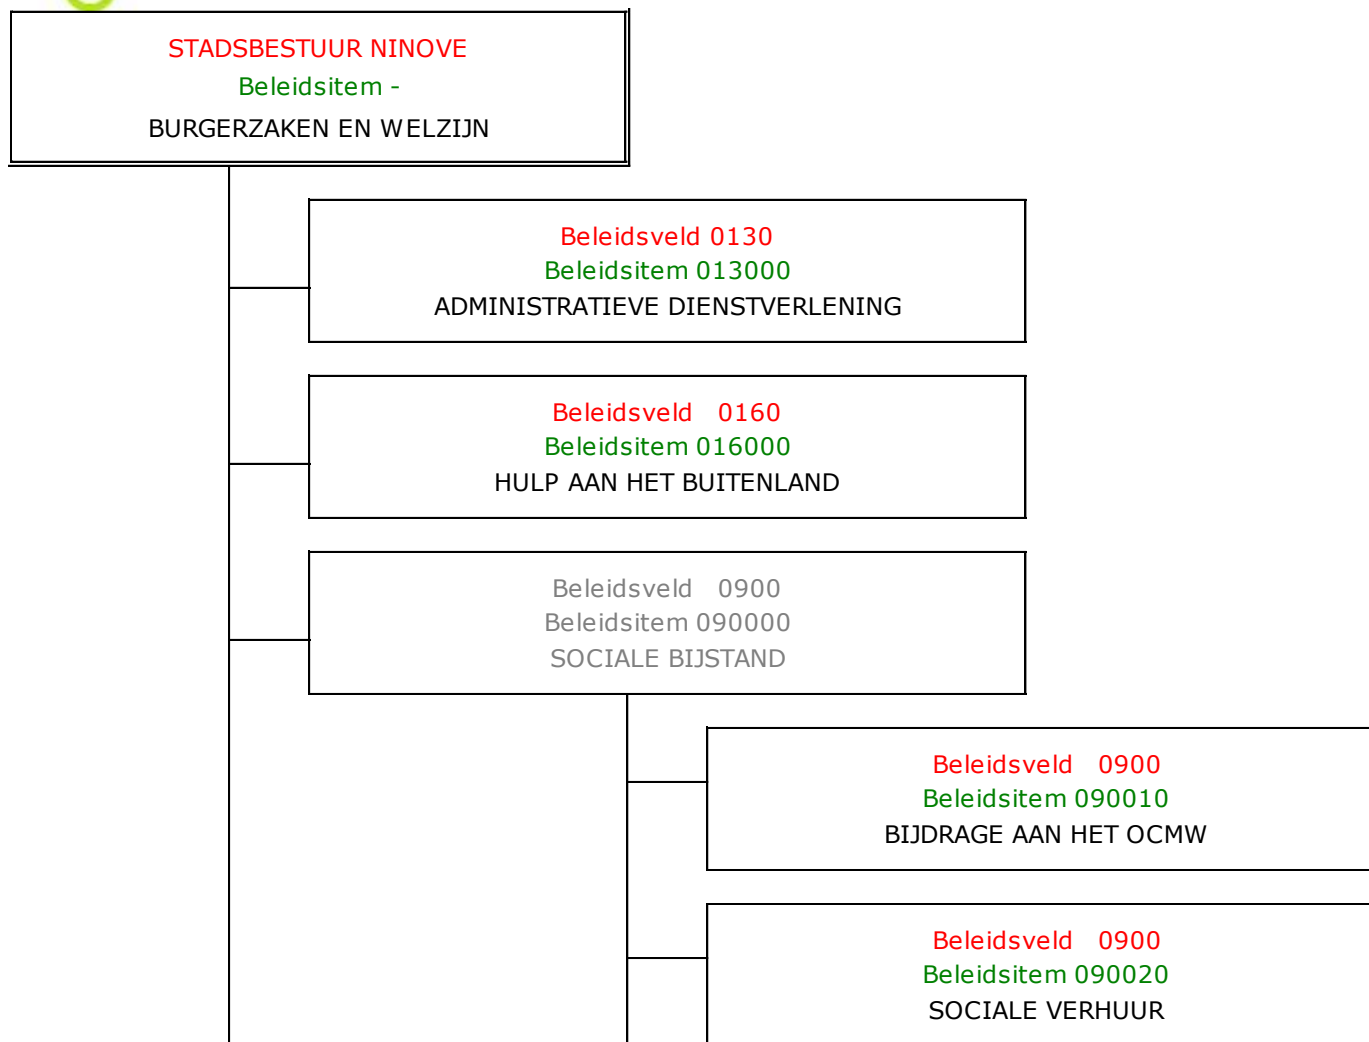 STADSBESTUUR NINOVE
Beleidsitem -
BURGERZAKEN EN WELZIJN
Beleidsveld 0130
Beleidsitem 013000
ADMINISTRATIEVE DIENSTVERLENING
Beleidsveld 0160
Beleidsitem 016000
HULP AAN HET BUITENLAND
Beleidsveld 0900
Beleidsitem 090000
SOCIALE BIJSTAND
Beleidsveld 0900
Beleidsitem 090010
BIJDRAGE AAN HET OCMW
Beleidsveld 0900
Beleidsitem 090020
SOCIALE VERHUUR